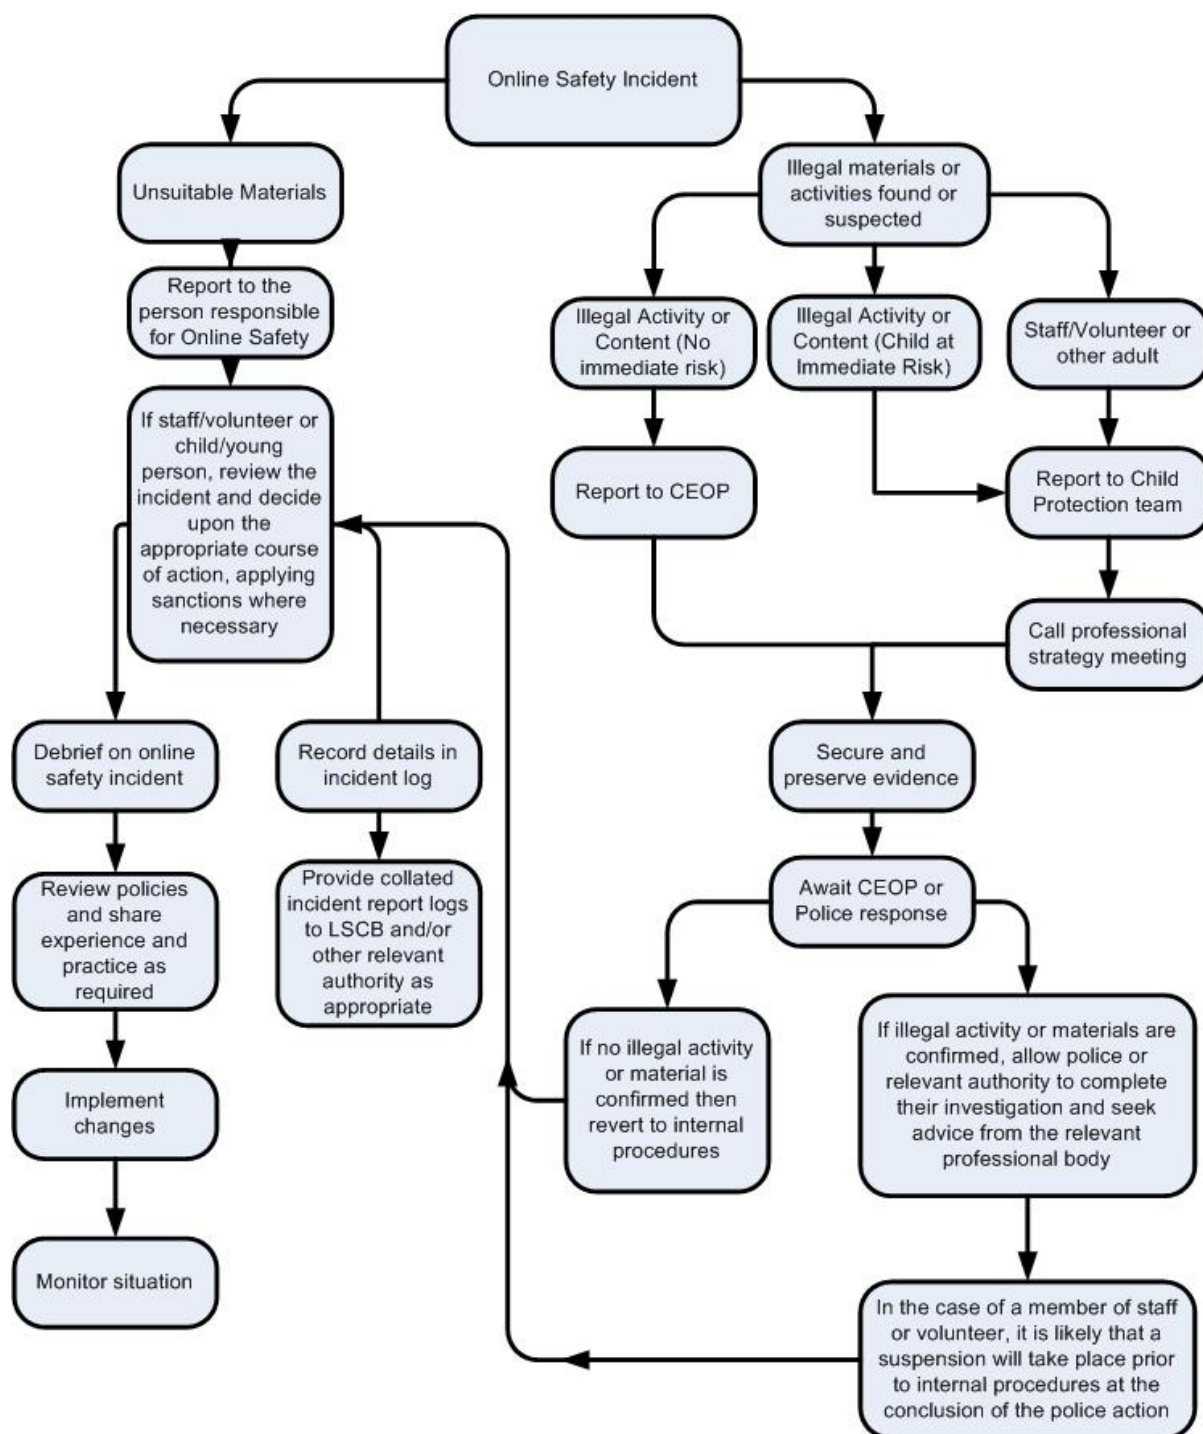 Online Safety Incident
Unsuitable Materials
Illegal materials or
activities found or
suspected
Report to the
person responsible
for Online Safety
Illegal Activity or
Content (No
immediate risk)
Illegal Activity or
Content (Child at
Immediate Risk)
Staff/Volunteer or
other adult
If staff/volunteer or
child/young
person, review the
incident and decide
upon the
appropriate course
of action, applying
sanctions where
necessary
Report to CEOP
Report to Child
Protection team
Call professional
strategy meeting
Debrief on online
safety incident
Record details in
incident log
Secure and
preserve evidence
Review policies
and share
experience and
practice as
required
Provide collated
incident report logs
to LSCB and/or
other relevant
authority as
appropriate
Await CEOP or
Police response
If no illegal activity
or material is
confirmed then
revert to internal
procedures
If illegal activity or materials are
confirmed, allow police or
relevant authority to complete
their investigation and seek
advice from the relevant
professional body
Implement
changes
Monitor situation
In the case of a member of staff
or volunteer, it is likely that a
suspension will take place prior
to internal procedures at the
conclusion of the police action